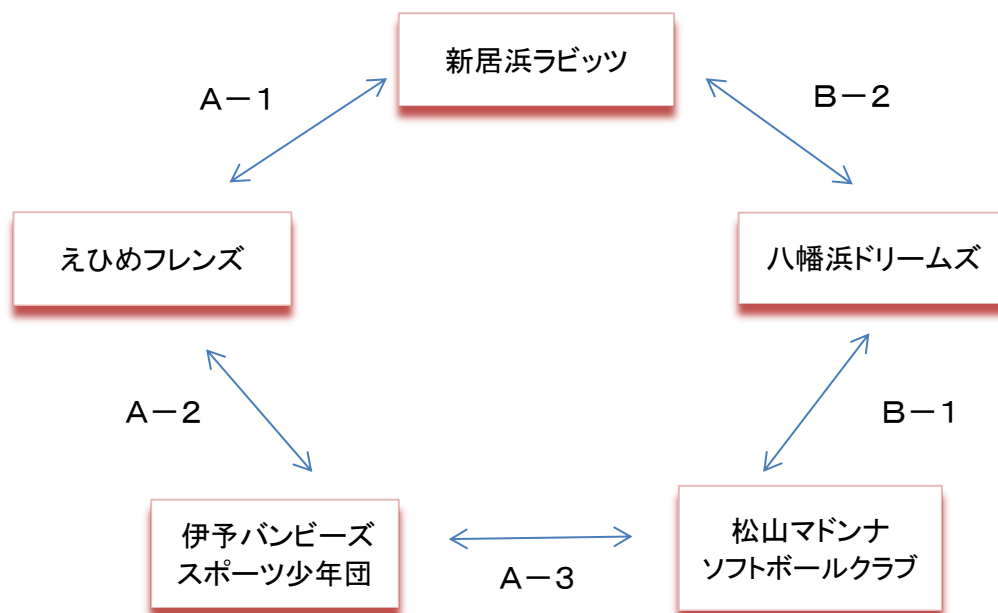 新居浜ラビッツ
A－1
B－2
えひめフレンズ
八幡浜ドリームズ
A－2
B－1
伊予バンビーズ
スポーツ少年団
松山マドンナ
ソフトボールクラブ
A－3